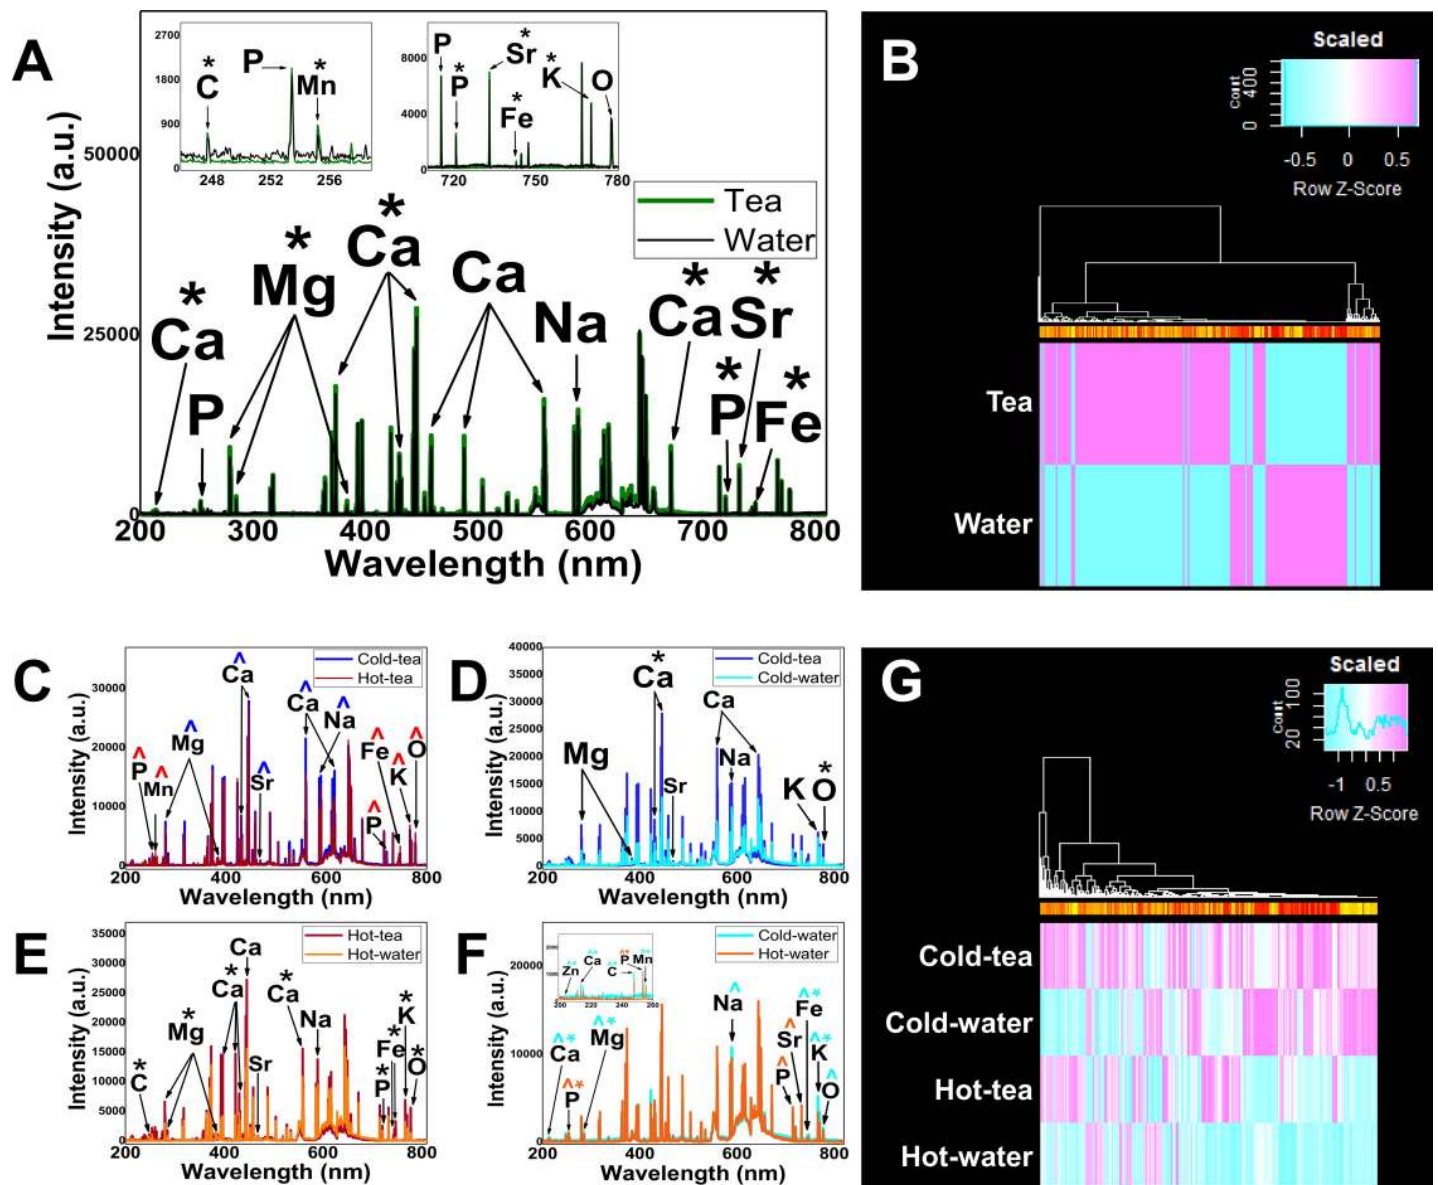 A
Intensity (a.u.)
50000
25000
0
200 300 400 500 600 700 800
Wavelength (nm)
2700
1800
900
0
248 252 256
* C
P
* Mn
8000
4000
0
720 750 780
P
* P
* Sr
* Fe
* K
O
Tea
Water
* Ca
P
* Mg
* Ca
Ca
Na
* Ca
* Sr
* P
* Fe
B
Scaled
Count
0 400
-0.5 0 0.5
Row Z-Score
Tea
Water
C
Intensity (a.u.)
30000
20000
10000
0
200 400 600 800
Wavelength (nm)
Cold-tea
Hot-tea
^ P
^ Mn
^ Mg
^ Ca
^ Sr
^ Ca
^ Na
^ P
^ Fe
^ K
^ O
D
Intensity (a.u.)
40000
35000
30000
25000
20000
15000
10000
5000
0
200 400 600 800
Wavelength (nm)
Cold-tea
Cold-water
Mg
Ca *
Sr
Ca
Na
K
O *
E
Intensity (a.u.)
35000
30000
25000
20000
15000
10000
5000
0
200 400 600 800
Wavelength (nm)
Hot-tea
Hot-water
* C
* Mg
* Ca
Ca
Sr
* Ca
Na
* P
* Fe
* K
* O
F
Intensity (a.u.)
20000
10000
0
200 400 600 800
Wavelength (nm)
Cold-water
Hot-water
2000
1000
200 220 240 260
^* Zn
^* Ca
^* C
^* P
^* Mn
^* Ca
^* P
^* Mg
^ Na
^ P
^ Sr
^* Fe
^* K
^ O
G
Scaled
Count
20 100
-1 0.5
Row Z-Score
Cold-tea
Cold-water
Hot-tea
Hot-water